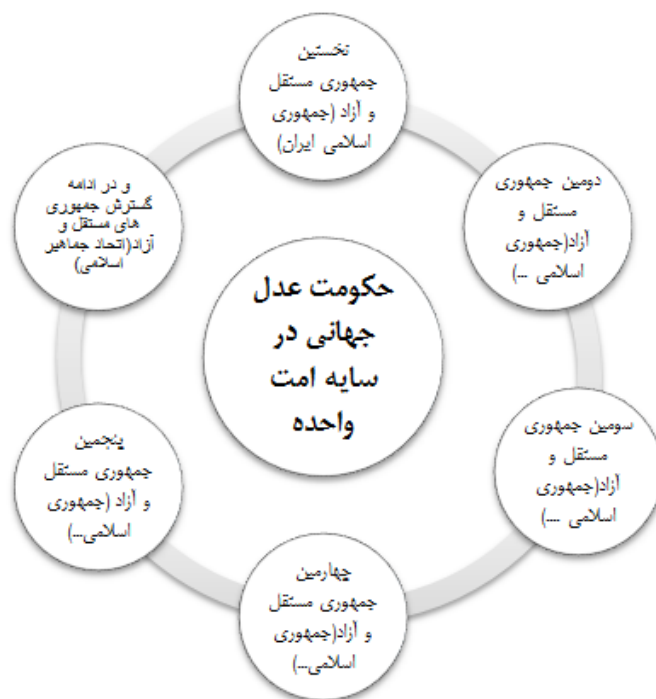 نخستین
جمهوری مستقل
و آزاد (جمهوری
اسلامی ایران)
دومین جمهوری
مستقل و
آزاد(جمهوری
اسلامی ...)
سومین جمهوری
مستقل و
آزاد(جمهوری
اسلامی ....)
چهارمین
جمهوری مستقل
و آزاد(جمهوری
اسلامی...)
پنجمین
جمهوری مستقل
و آزاد (جمهوری
اسلامی...)
و در ادامه
گسترش جمهوری
های مستقل و
آزاد(اتحاد جماهیر
اسلامی)
حکومت عدل
جهانی در
سایه امت
واحده